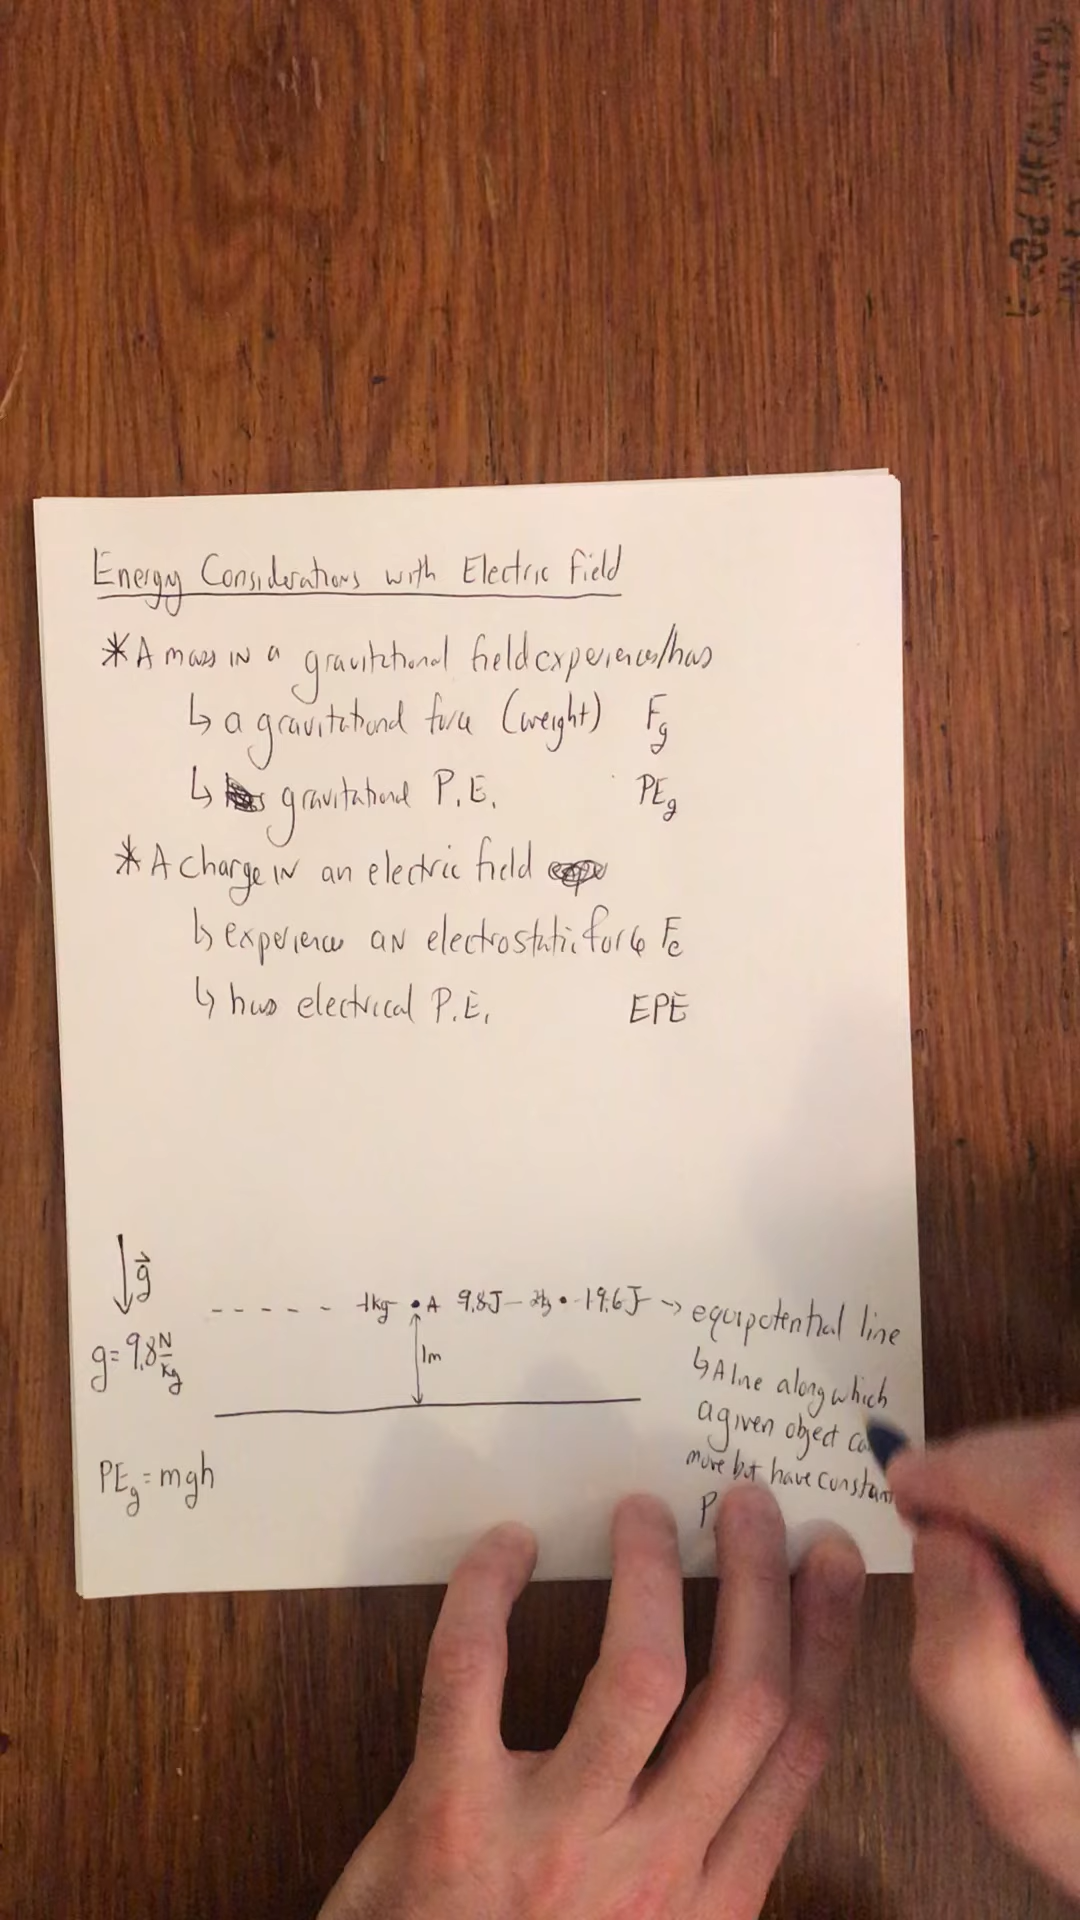 Energy Considerations with Electric Field
* A mass in a gravitational field experiences/has
↳ a gravitational force (weight) Fg
↳ gravitational P.E. PEg
* A charge in an electric field
↳ experiences an electrostatic force Fe
↳ has electrical P.E. EPE
g⃗
----- 1kg • A 9.8J - 2kg • 19.6J → equipotential line
g = 9.8 N/kg
1m
↳ A line along which
a given object
move but have constant
PEg = mgh
P